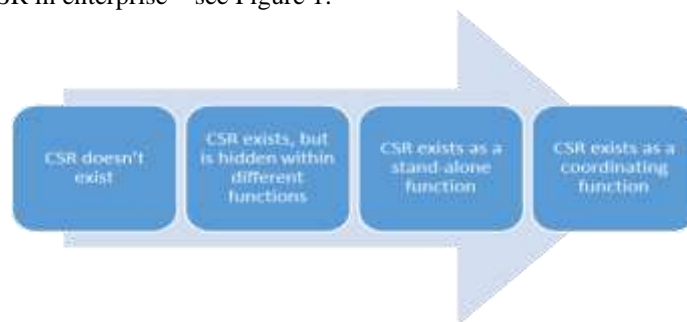 SR in enterprise – see Figure 1.
CSR doesn't
exist
CSR exists, but
is hidden within
different
functions
CSR exists as a
stand-alone
function
CSR exists as a
coordinating
function